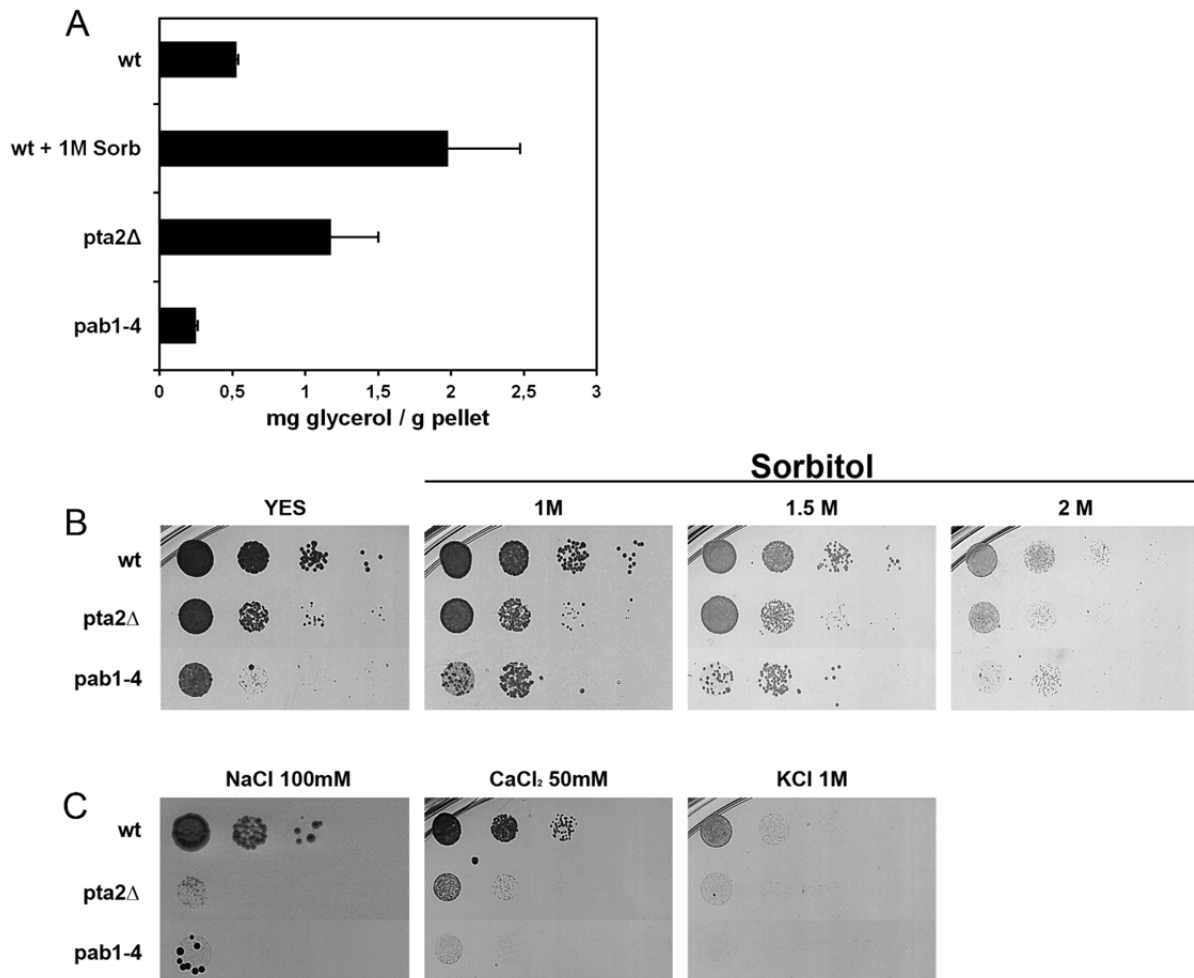 A
wt
wt + 1M Sorb
pta2Δ
pab1-4
0 0,5 1 1,5 2 2,5 3
mg glycerol / g pellet
Sorbitol
B YES 1M 1.5 M 2 M
wt
pta2Δ
pab1-4
C NaCl 100mM CaCl₂ 50mM KCl 1M
wt
pta2Δ
pab1-4